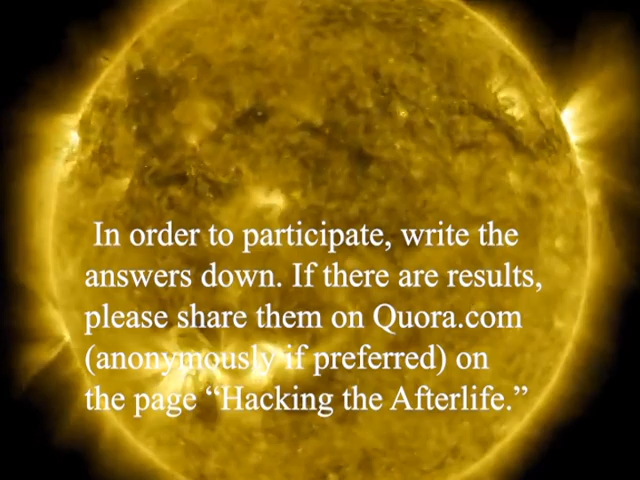 In order to participate, write the
answers down. If there are results,
please share them on Quora.com
(anonymously if preferred) on
the page “Hacking the Afterlife.”